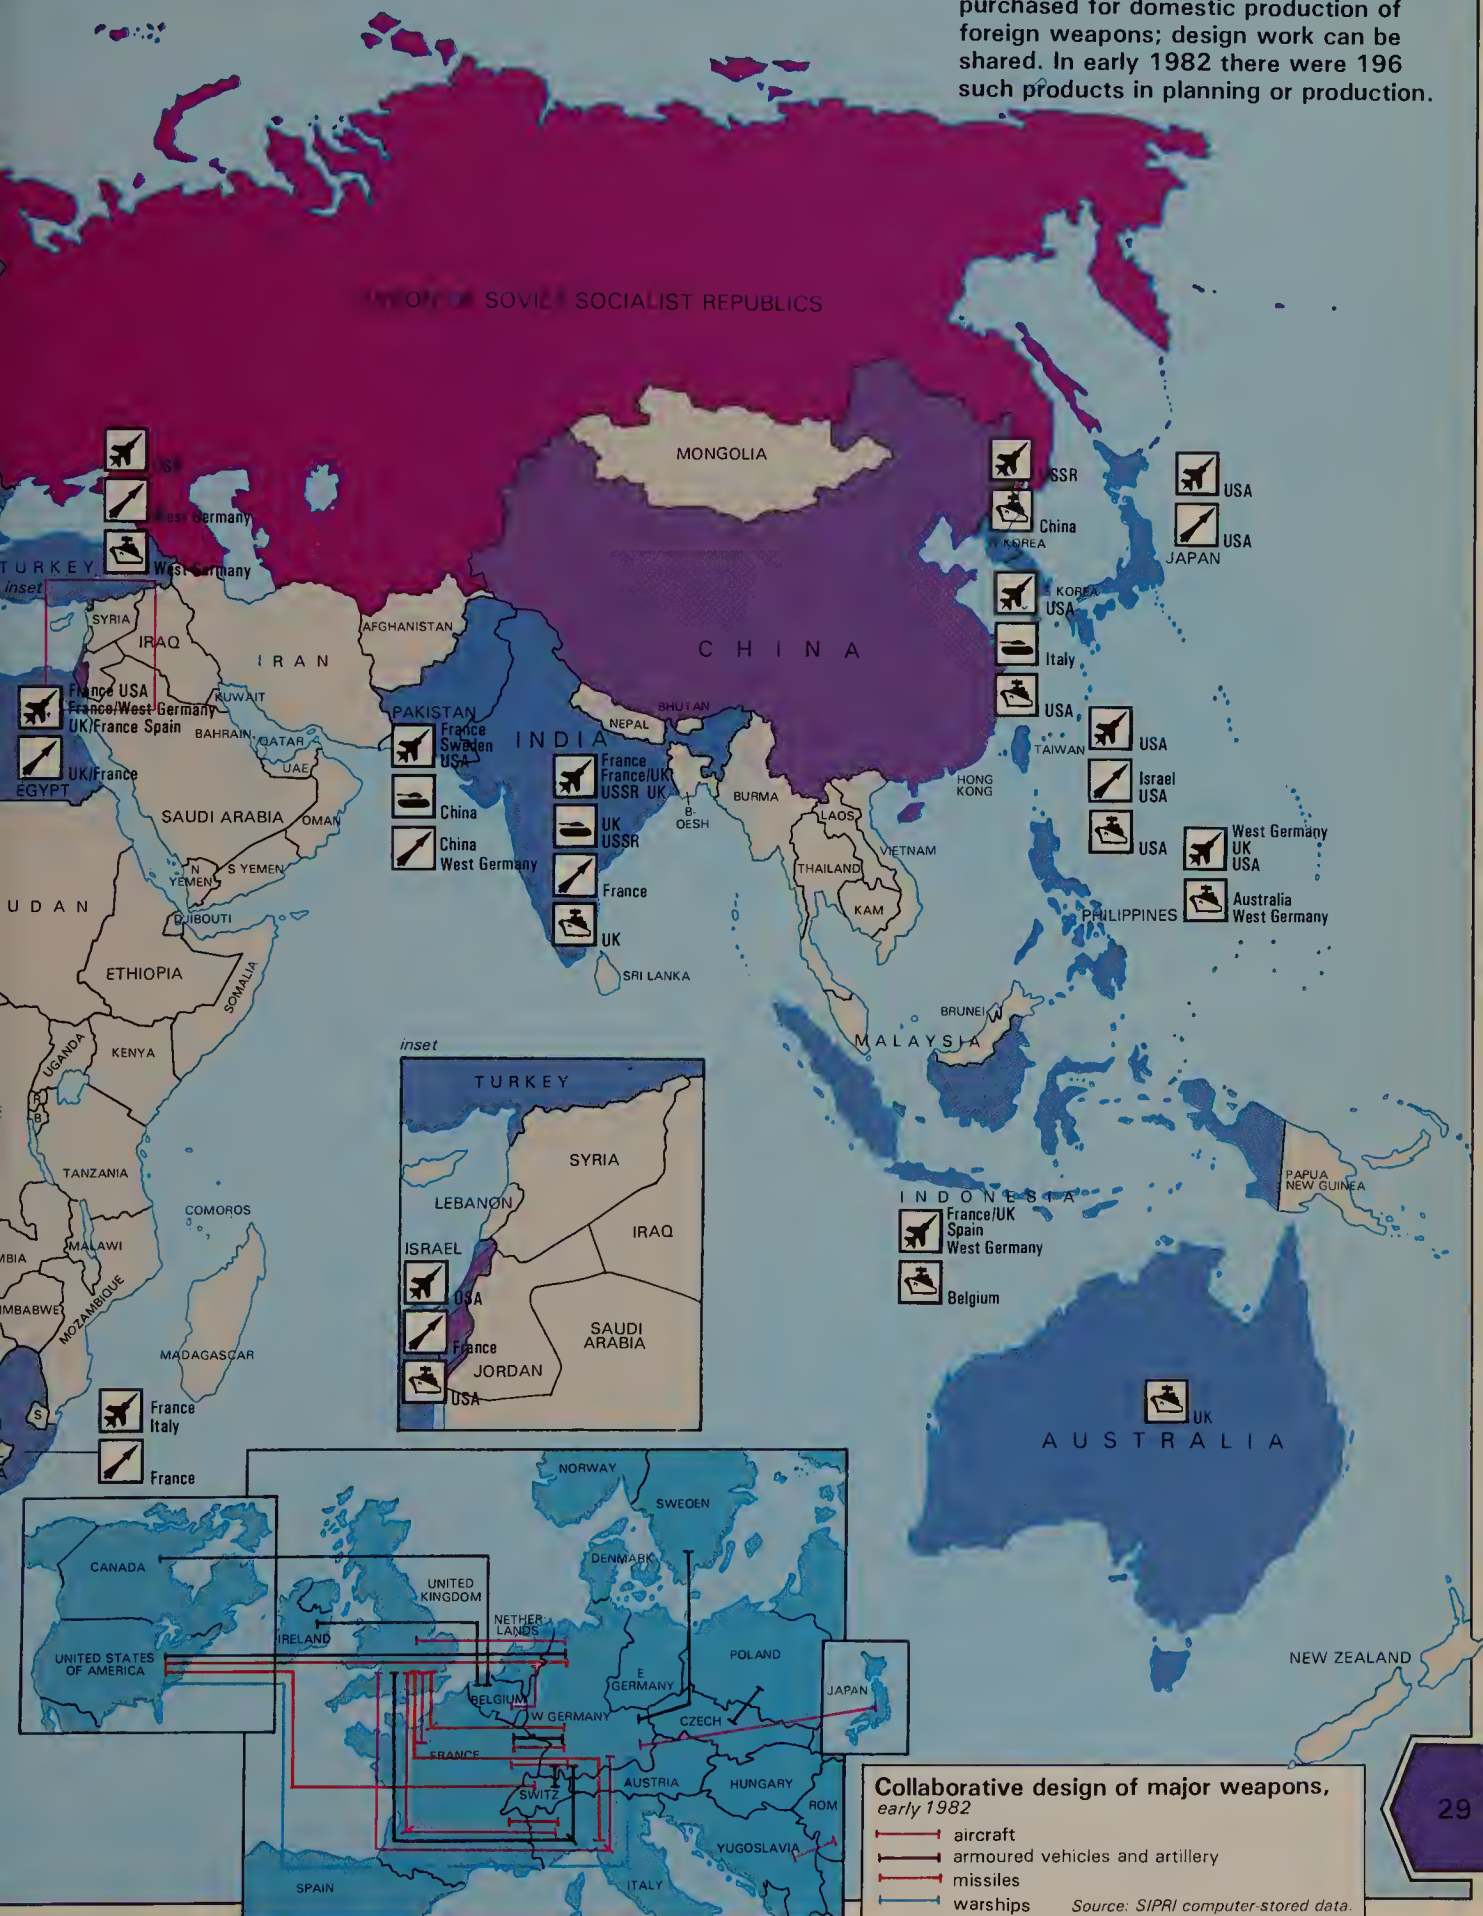 purchased for domestic production of
foreign weapons; design work can be
shared. In early 1982 there were 196
such products in planning or production.
SOVIET SOCIALIST REPUBLICS
MONGOLIA
West Germany
West Germany
TURKEY
inset
SSR
China
KOREA
USA
USA
JAPAN
S KOREA
USA
Italy
USA
SYRIA
IRAQ
IRAN
AFGHANISTAN
CHINA
France USA
France/West Germany
UK/France Spain
UK/France
EGYPT
KUWAIT
BAHRAIN
QATAR
UAE
SAUDI ARABIA
OMAN
N
YEMEN
S YEMEN
DJIBOUTI
PAKISTAN
France
Sweden
USA
China
China
West Germany
INDIA
France
France/UK
USSR UK
UK
USSR
France
UK
NEPAL
BHUTAN
B-
DESH
BURMA
SRI LANKA
LAOS
THAILAND
VIETNAM
KAM
HONG
KONG
TAIWAN
USA
Israel
USA
USA
West Germany
UK
USA
PHILIPPINES
Australia
West Germany
BRUNEI
MALAYSIA
UDAN
ETHIOPIA
SOMALIA
UGANDA
KENYA
R
B
TANZANIA
COMOROS
MALAWI
MBIA
IMBABWE
MOZAMBIQUE
MADAGASCAR
S
A
France
Italy
France
inset
TURKEY
SYRIA
LEBANON
IRAQ
ISRAEL
USA
France
USA
SAUDI
ARABIA
JORDAN
INDONESIA
France/UK
Spain
West Germany
Belgium
PAPUA
NEW GUINEA
UK
AUSTRALIA
NEW ZEALAND
CANADA
UNITED STATES
OF AMERICA
NORWAY
SWEDEN
DENMARK
UNITED
KINGDOM
IRELAND
NETHER-
LANDS
BELGIUM
E
GERMANY
W GERMANY
POLAND
CZECH
FRANCE
SWITZ
AUSTRIA
HUNGARY
ROM
YUGOSLAVIA
SPAIN
ITALY
JAPAN
Collaborative design of major weapons,
early 1982
aircraft
armoured vehicles and artillery
missiles
warships
Source: SIPRI computer-stored data.
29